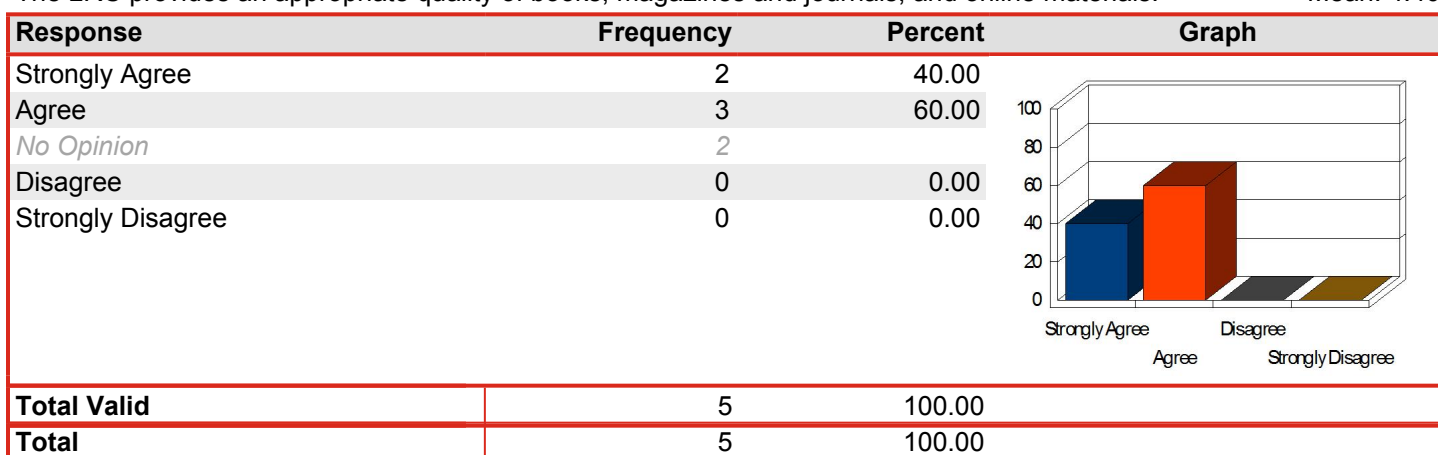 Response Frequency Percent Graph
Strongly Agree 2 40.00
Agree 3 60.00
No Opinion 2
Disagree 0 0.00
Strongly Disagree 0 0.00
100
80
60
40
20
0
Strongly Agree Disagree
Agree Strongly Disagree
Total Valid 5 100.00
Total 5 100.00